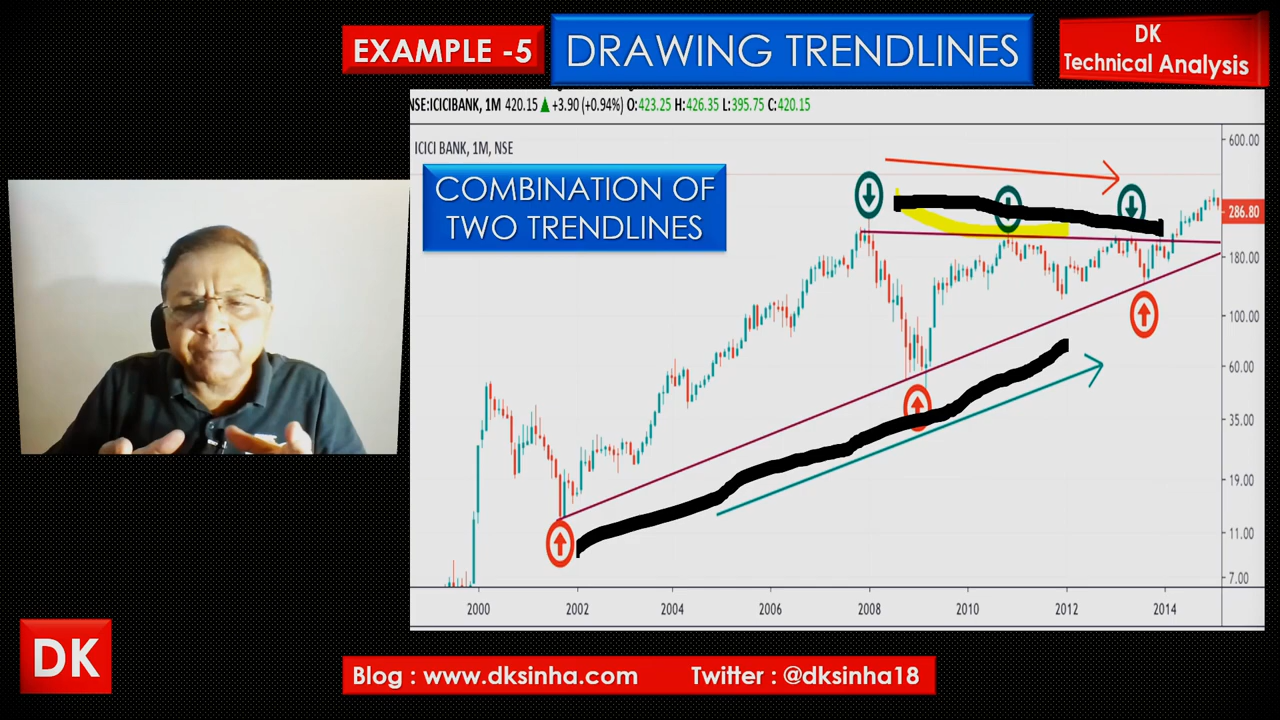 EXAMPLE -5
DRAWING TRENDLINES
DK
Technical Analysis
NSE:ICICIBANK, 1M 420.15 ▲ +3.90 (+0.94%) O:423.25 H:426.35 L:395.75 C:420.15
ICICI BANK, 1M, NSE
COMBINATION OF
TWO TRENDLINES
600.00
286.80
180.00
100.00
60.00
35.00
19.00
11.00
7.00
2000 2002 2004 2006 2008 2010 2012 2014
DK
Blog : www.dksinha.com Twitter : @dksinha18